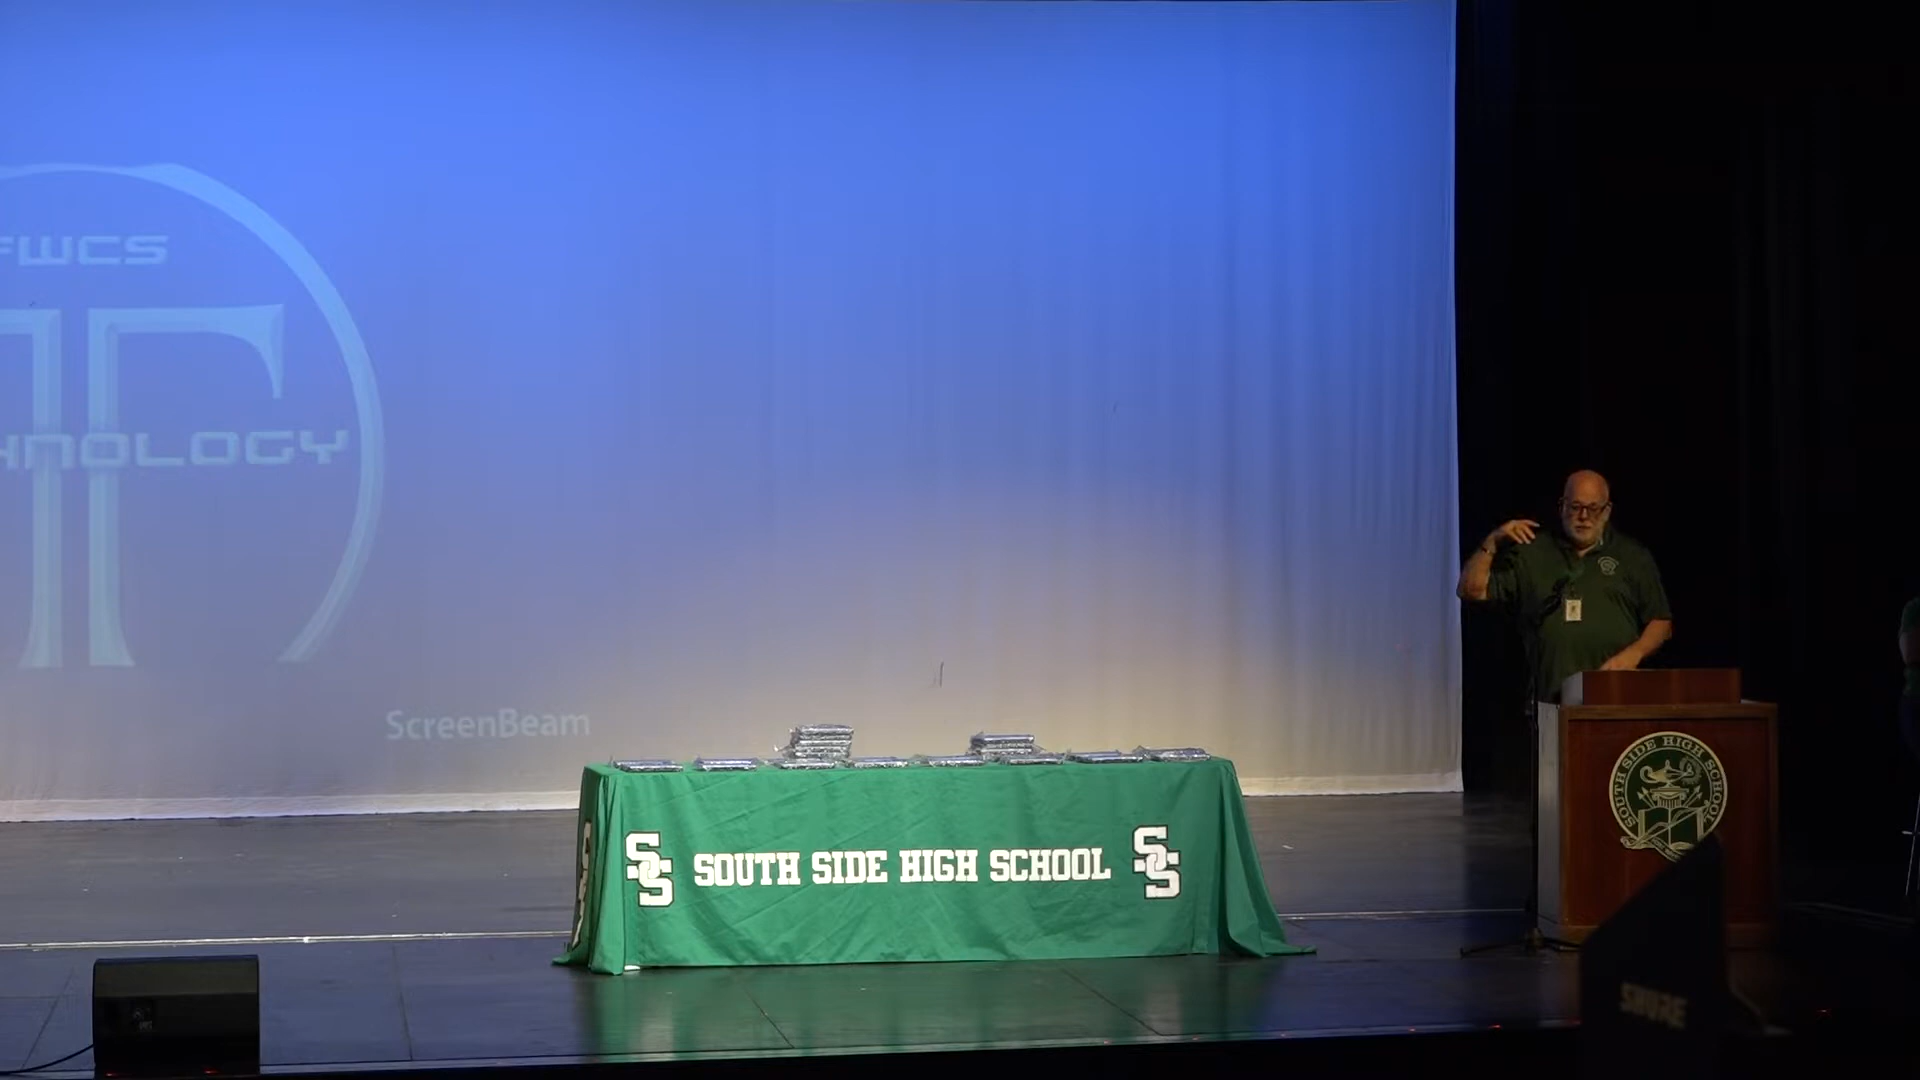 FWCS
HNOLOGY
ScreenBeam
SS SOUTH SIDE HIGH SCHOOL SS
SOUTH SIDE HIGH SCHOOL
SHURE